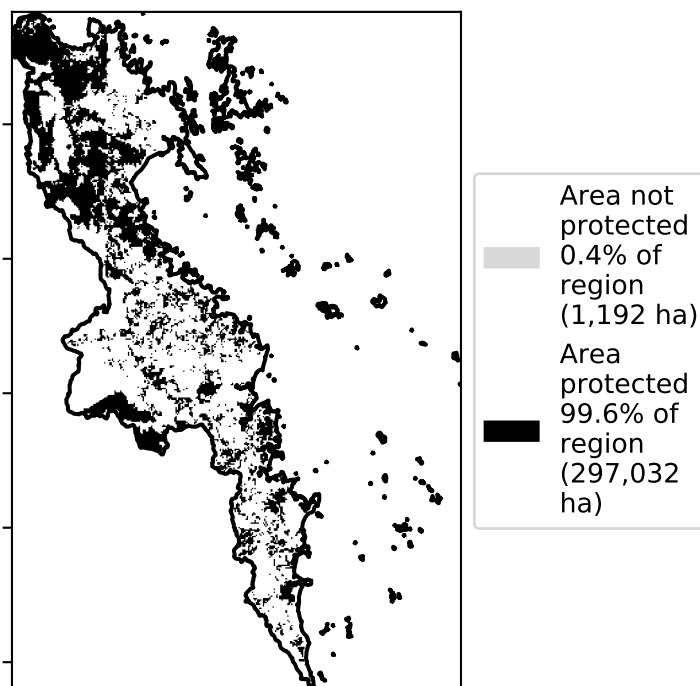 Area not
protected
0.4% of
region
(1,192 ha)
Area
protected
99.6% of
region
(297,032
ha)